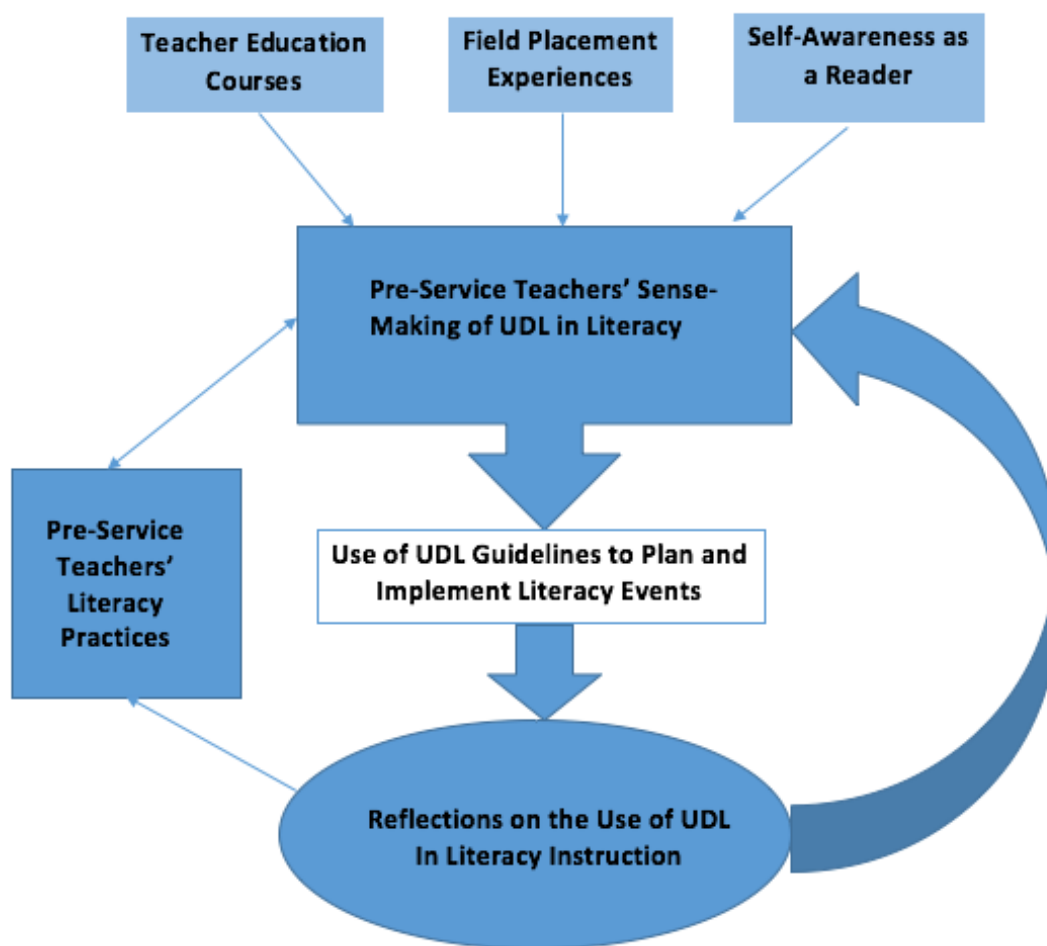 Teacher Education
Courses
Field Placement
Experiences
Self-Awareness as
a Reader
Pre-Service Teachers’ Sense-
Making of UDL in Literacy
Pre-Service
Teachers’
Literacy
Practices
Use of UDL Guidelines to Plan and
Implement Literacy Events
Reflections on the Use of UDL
In Literacy Instruction